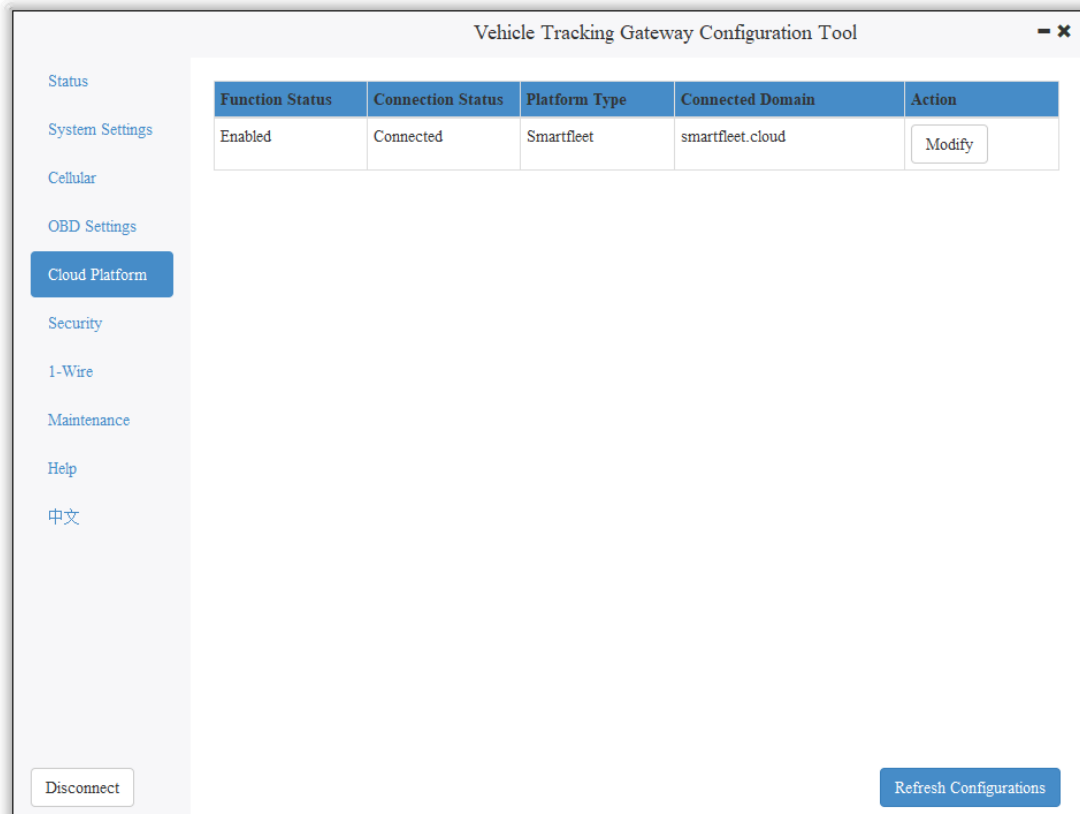 Vehicle Tracking Gateway Configuration Tool
Status
System Settings
Cellular
OBD Settings
Cloud Platform
Security
1-Wire
Maintenance
Help
中文
Function Status Connection Status Platform Type Connected Domain Action
Enabled Connected Smartfleet smartfleet.cloud Modify
Disconnect
Refresh Configurations